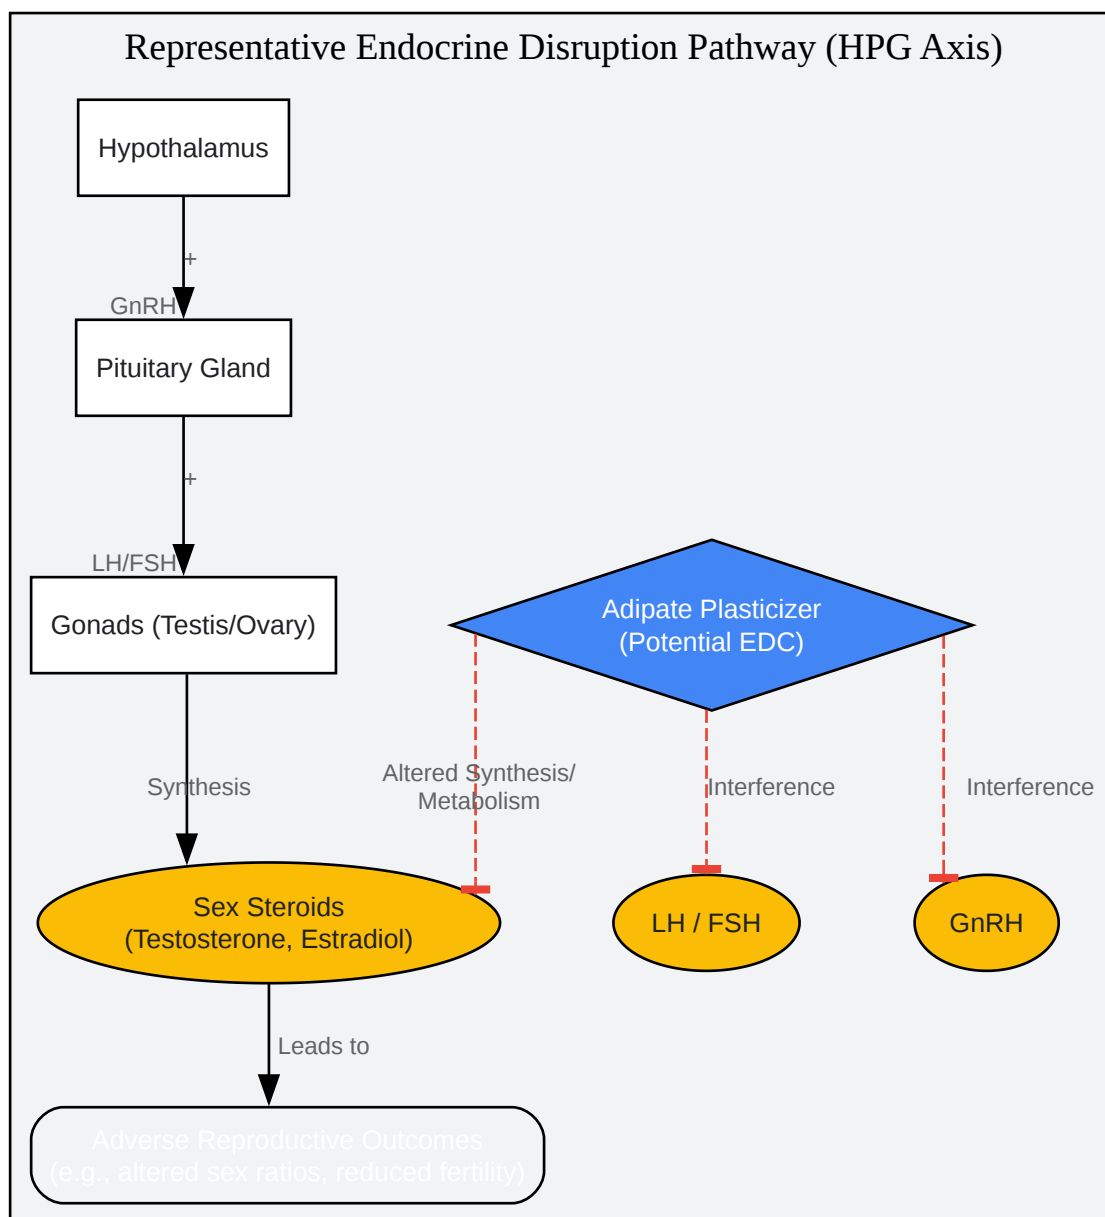 Representative Endocrine Disruption Pathway (HPG Axis)
Hypothalamus
+
GnRH
Pituitary Gland
+
LH/FSH
Gonads (Testis/Ovary)
Adipate Plasticizer
(Potential EDC)
Synthesis
Altered Synthesis/
Metabolism
Interference
Interference
Sex Steroids
(Testosterone, Estradiol)
LH / FSH
GnRH
Leads to
Adverse Reproductive Outcomes
(e.g., altered sex ratios, reduced fertility)